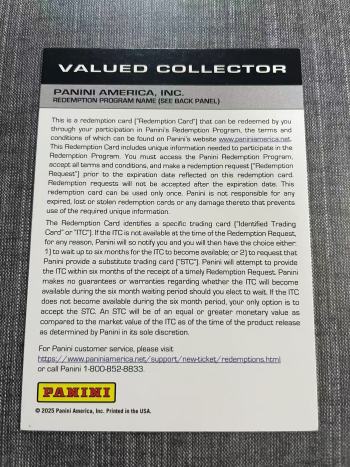 VALUED COLLECTOR
PANINI AMERICA, INC.
REDEMPTION PROGRAM NAME (SEE BACK PANEL)
This is a redemption card ("Redemption Card") that can be redeemed by you
through your participation in Panini's Redemption Program, the terms and
conditions of which can be found on Panini's website www.paniniamerica.net.
This Redemption Card includes unique information needed to participate in the
Redemption Program. You must access the Panini Redemption Program,
accept all terms and conditions, and make a redemption request ("Redemption
Request") prior to the expiration date reflected on this redemption card.
Redemption requests will not be accepted after the expiration date. This
redemption card can be used only once. Panini is not responsible for any
expired, lost or stolen redemption cards or any damage thereto that prevents
use of the required unique information.
The Redemption Card identifies a specific trading card ("Identified Trading
Card" or "ITC"). If the ITC is not available at the time of the Redemption Request,
for any reason, Panini will so notify you and you will then have the choice either:
1) to wait up to six months for the ITC to become available; or 2) to request that
Panini provide a substitute trading card ("STC"). Panini will attempt to provide
the ITC within six months of the receipt of a timely Redemption Request. Panini
makes no guarantees or warranties regarding whether the ITC will become
available during the six month waiting period should you elect to wait. If the ITC
does not become available during the six month period, your only option is to
accept the STC. An STC will be of an equal or greater monetary value as
compared to the market value of the ITC as of the time of the product release
as determined by Panini in its sole discretion.
For Panini customer service, please visit
https://www.paniniamerica.net/support/new-ticket/redemptions.html
or call Panini 1-800-852-8833.
PANINI
© 2025 Panini America, Inc. Printed in the USA.